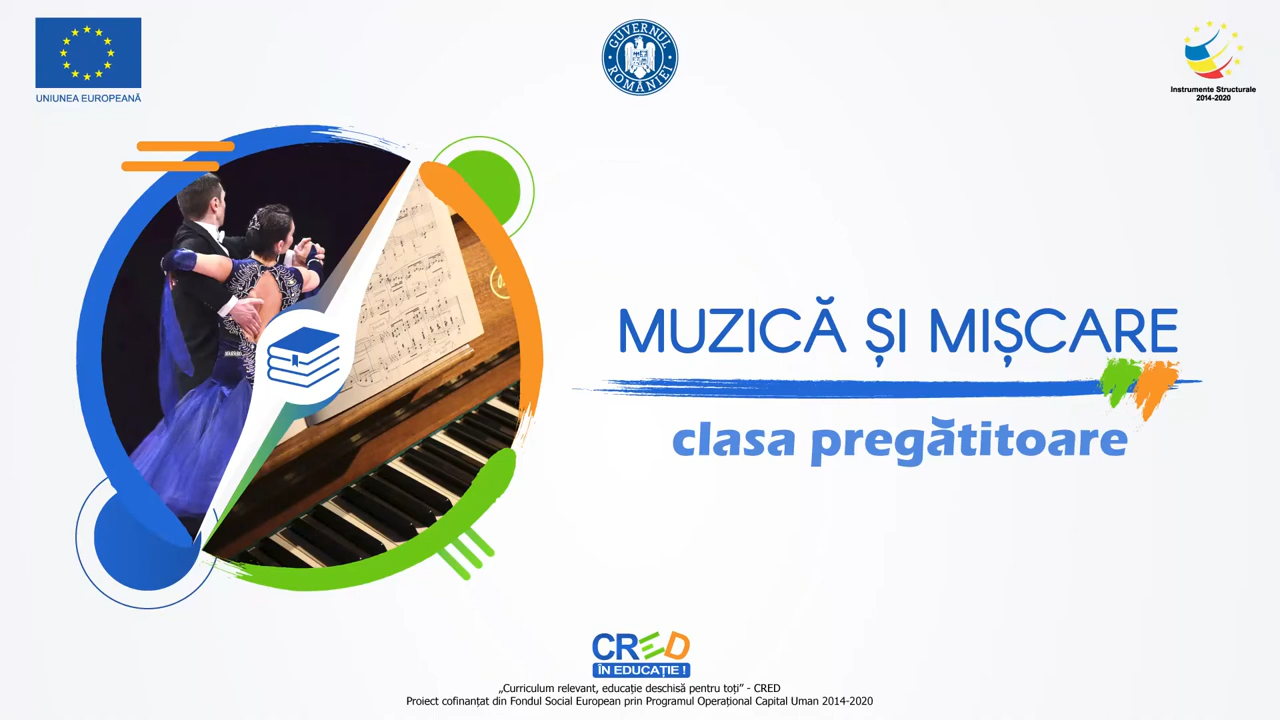 UNIUNEA EUROPEANĂ
GUVERNUL ROMÂNIEI
Instrumente Structurale
2014-2020
MUZICĂ ȘI MIȘCARE
clasa pregătitoare
CRED
ÎN EDUCAȚIE !
„Curriculum relevant, educație deschisă pentru toți” - CRED
Proiect cofinanțat din Fondul Social European prin Programul Operațional Capital Uman 2014-2020